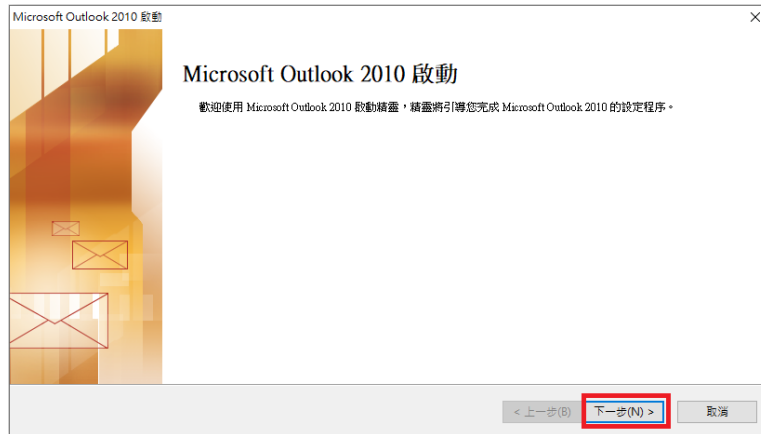 Microsoft Outlook 2010 啟動
Microsoft Outlook 2010 啟動
歡迎使用 Microsoft Outlook 2010 啟動精靈，精靈將引導您完成 Microsoft Outlook 2010 的設定程序。
< 上一步(B) 下一步(N) > 取消